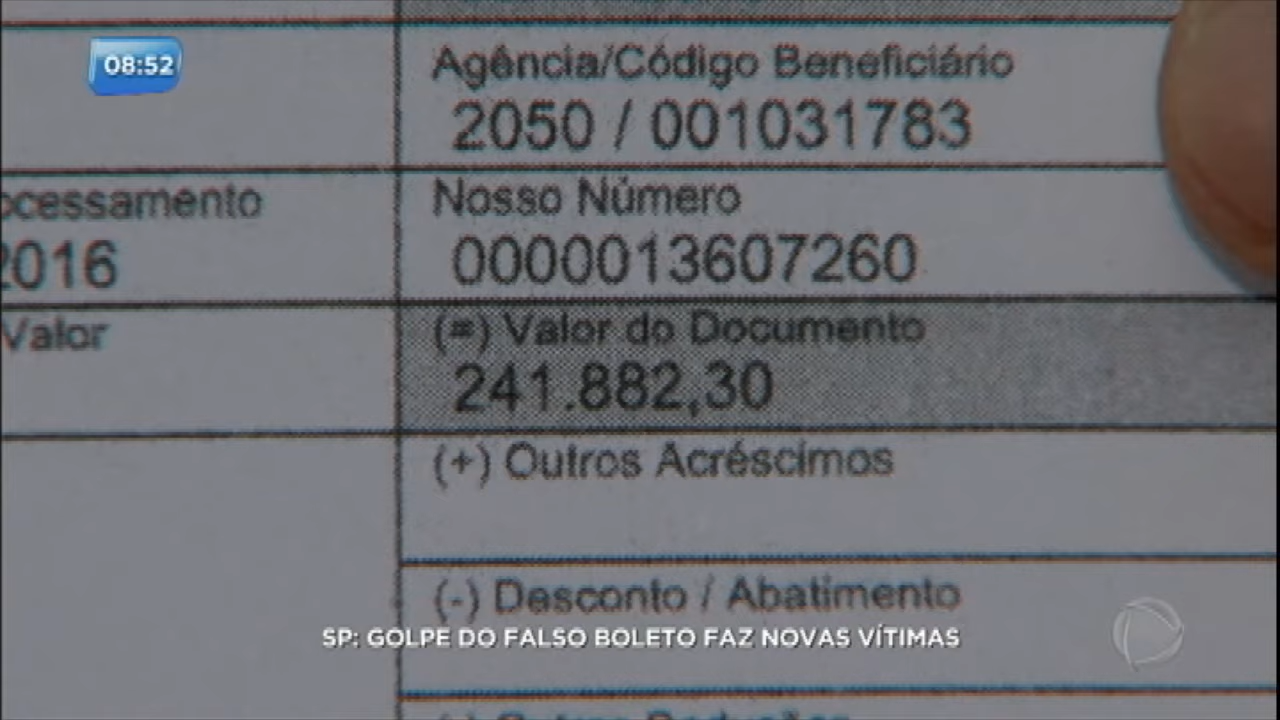 08:52
Agência/Código Beneficiário
2050 / 001031783
ocessamento
Nosso Número
2016
0000013607260
Valor
(=) Valor do Documento
241.882,30
(+) Outros Acréscimos
(-) Desconto / Abatimento
SP: GOLPE DO FALSO BOLETO FAZ NOVAS VÍTIMAS